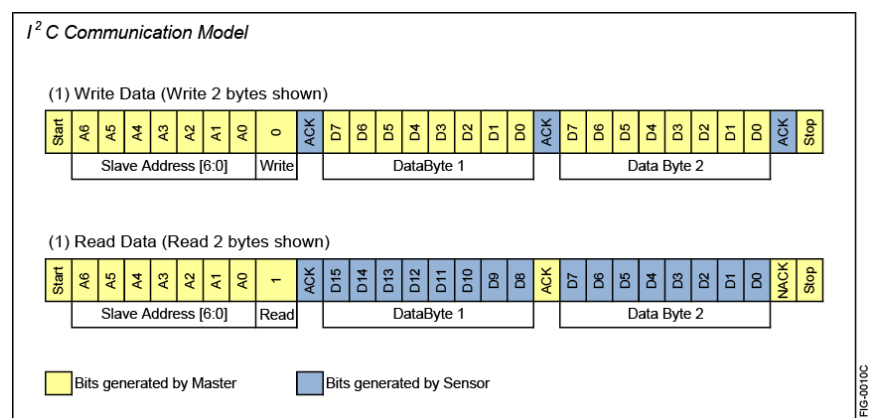 I² C Communication Model
(1) Write Data (Write 2 bytes shown)
Start A6 A5 A4 A3 A2 A1 A0 0 ACK D7 D6 D5 D4 D3 D2 D1 D0 ACK D7 D6 D5 D4 D3 D2 D1 D0 ACK Stop
Slave Address [6:0] Write DataByte 1 Data Byte 2
(1) Read Data (Read 2 bytes shown)
Start A6 A5 A4 A3 A2 A1 A0 1 ACK D15 D14 D13 D12 D11 D10 D9 D8 ACK D7 D6 D5 D4 D3 D2 D1 D0 NACK Stop
Slave Address [6:0] Read DataByte 1 Data Byte 2
Bits generated by Master Bits generated by Sensor
FIG-0010C